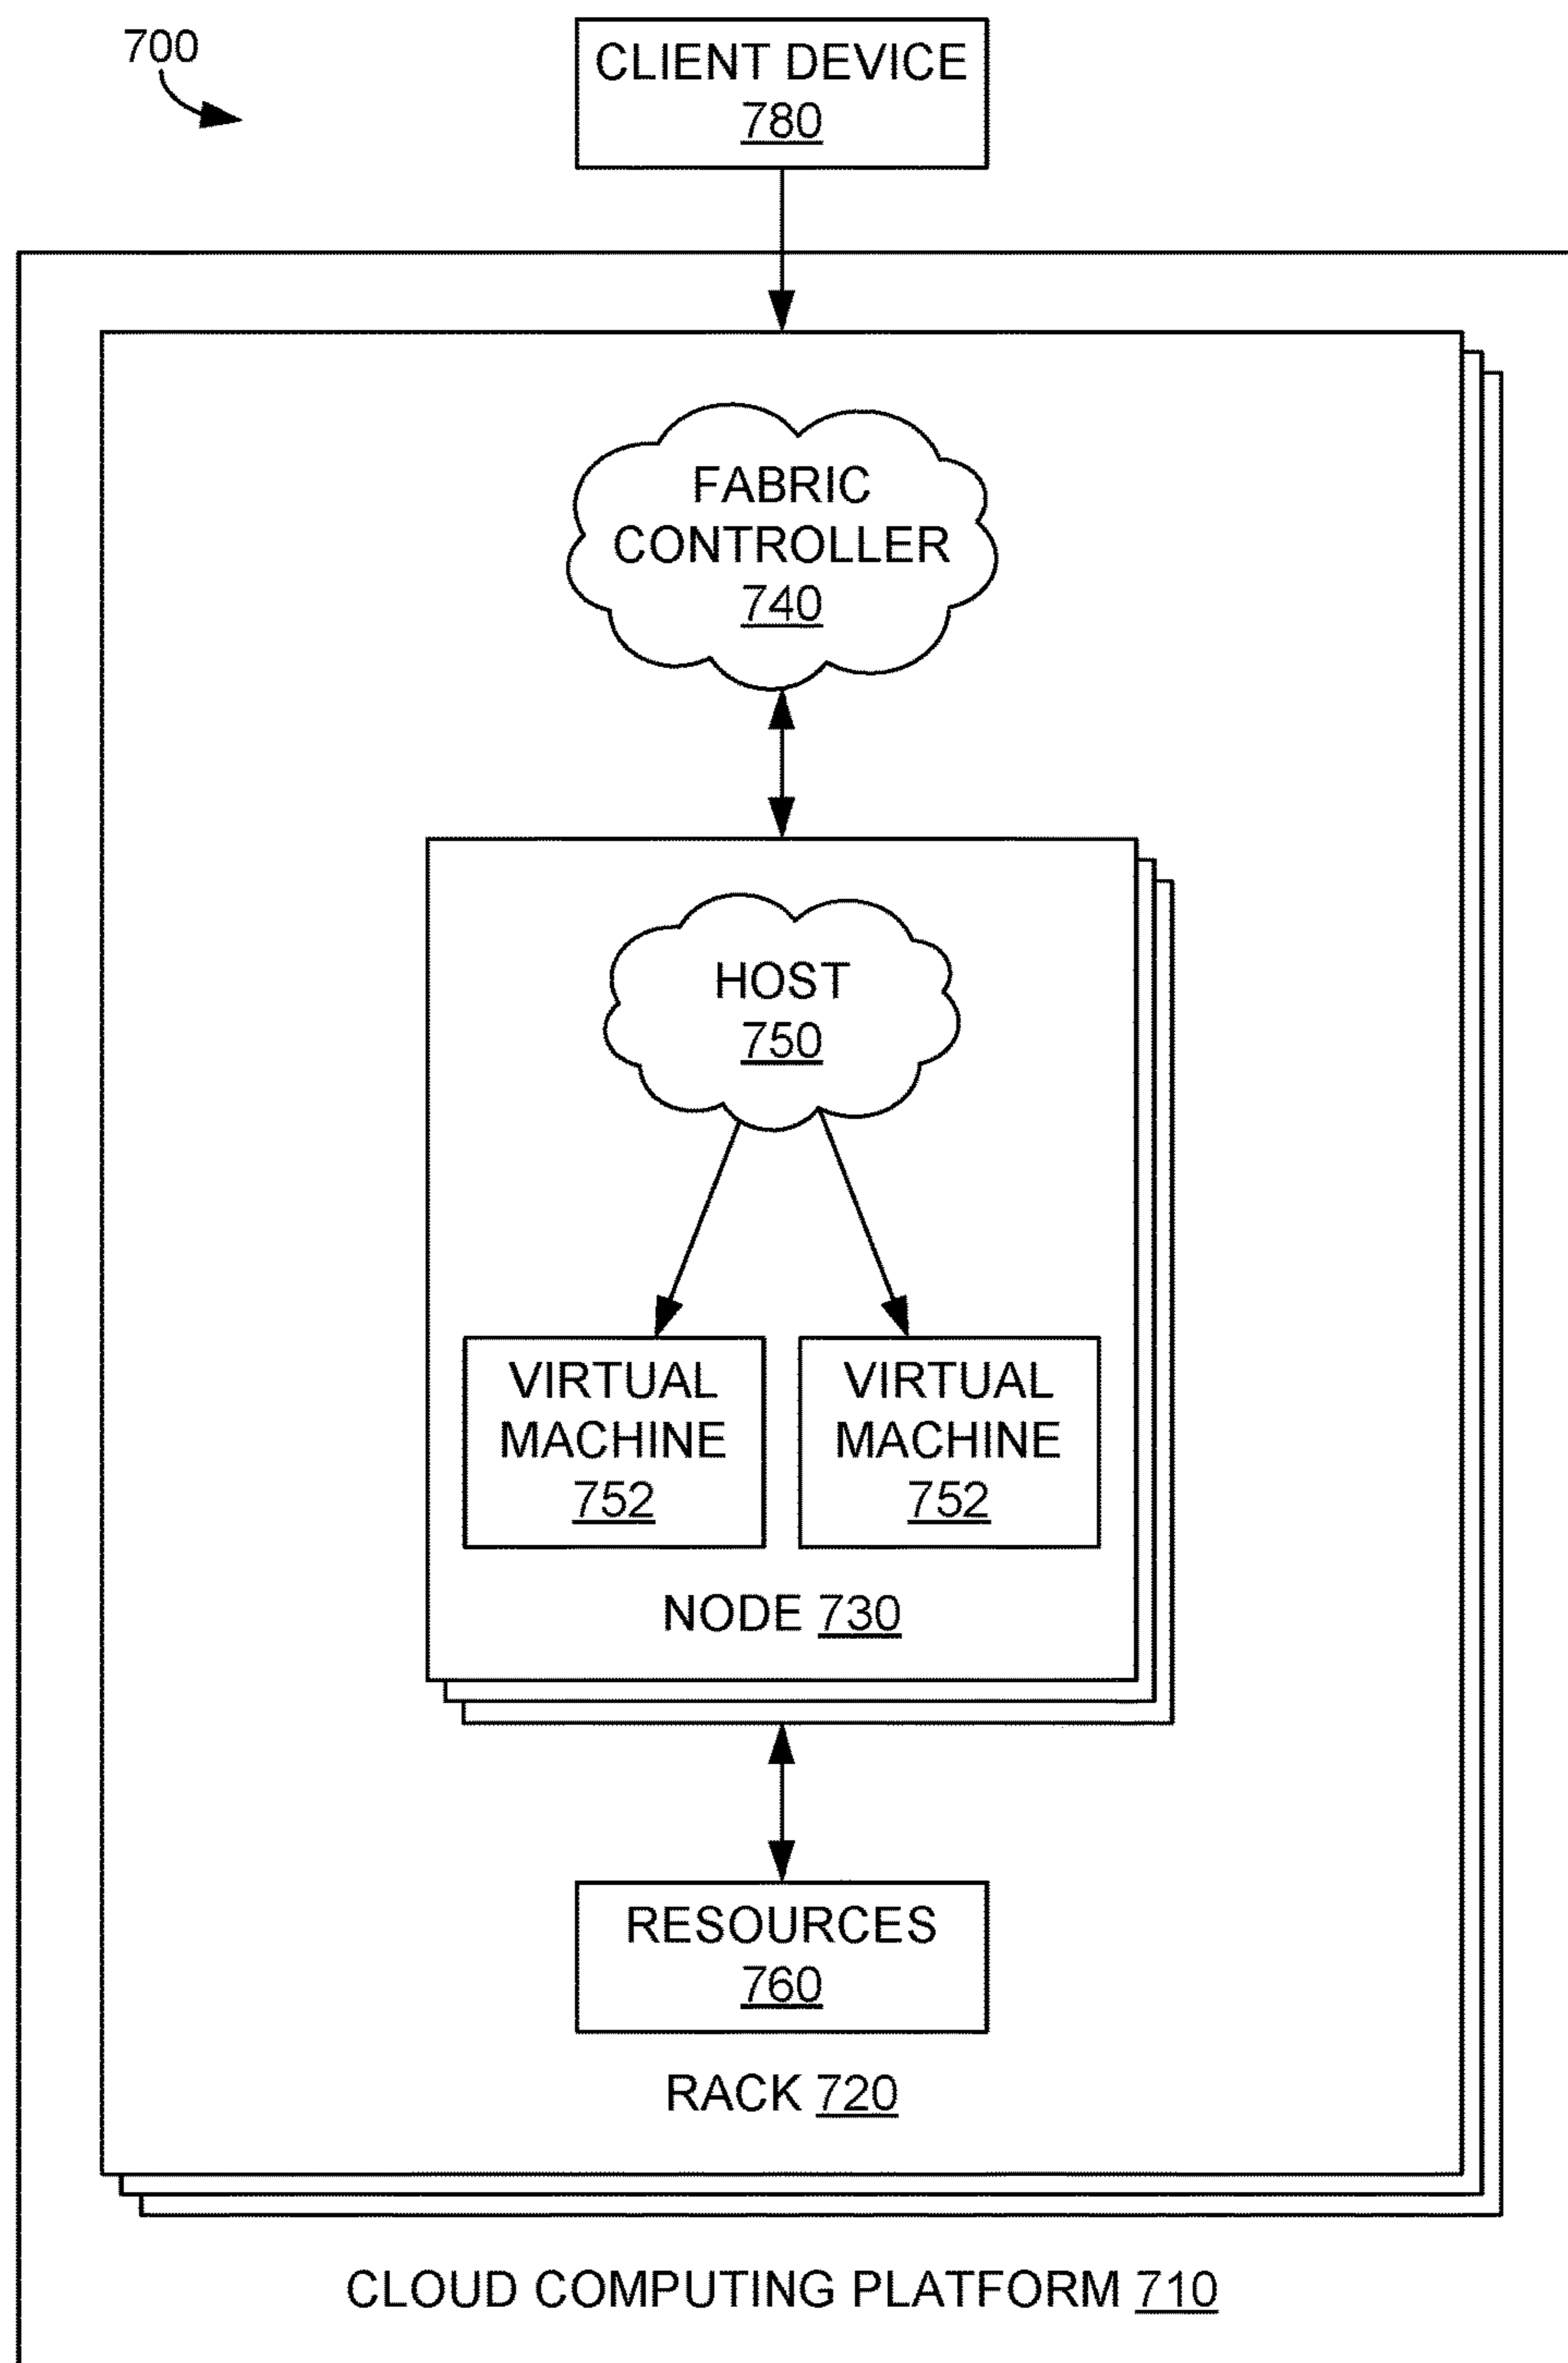 700
CLIENT DEVICE
780
FABRIC
CONTROLLER
740
HOST
750
VIRTUAL
MACHINE
752
VIRTUAL
MACHINE
752
NODE 730
RESOURCES
760
RACK 720
CLOUD COMPUTING PLATFORM 710